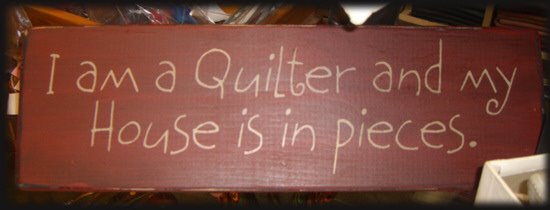 I am a Quilter and my
House is in pieces.